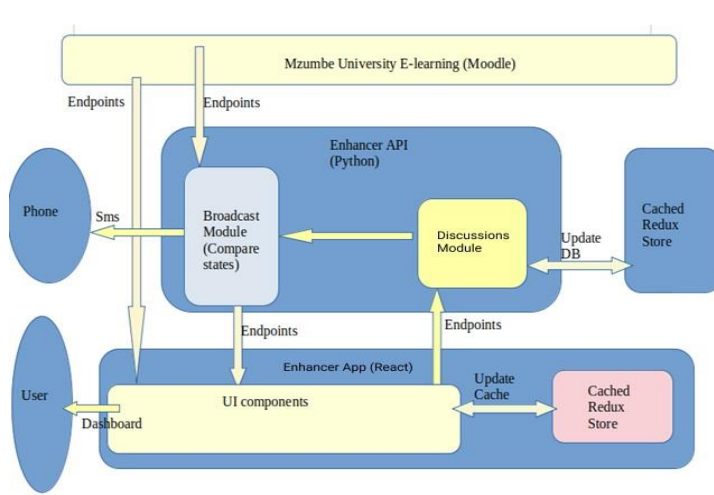 Mzumbe University E-learning (Moodle)
Endpoints
Endpoints
Enhancer API
(Python)
Phone
Sms
Broadcast
Module
(Compare
states)
Discussions
Module
Update
DB
Cached
Redux
Store
Endpoints
Endpoints
Enhancer App (React)
User
Dashboard
UI components
Update
Cache
Cached
Redux
Store